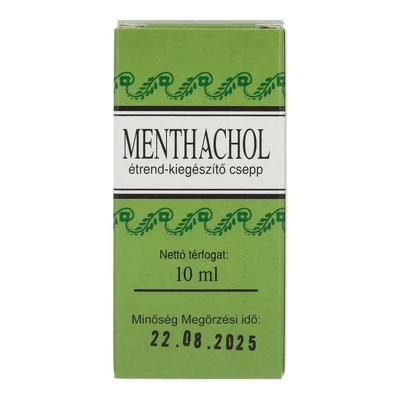 MENTHACHOL
étrend-kiegészítő csepp
Nettó térfogat:
10 ml
Minőség Megőrzési idő:
22.08.2025